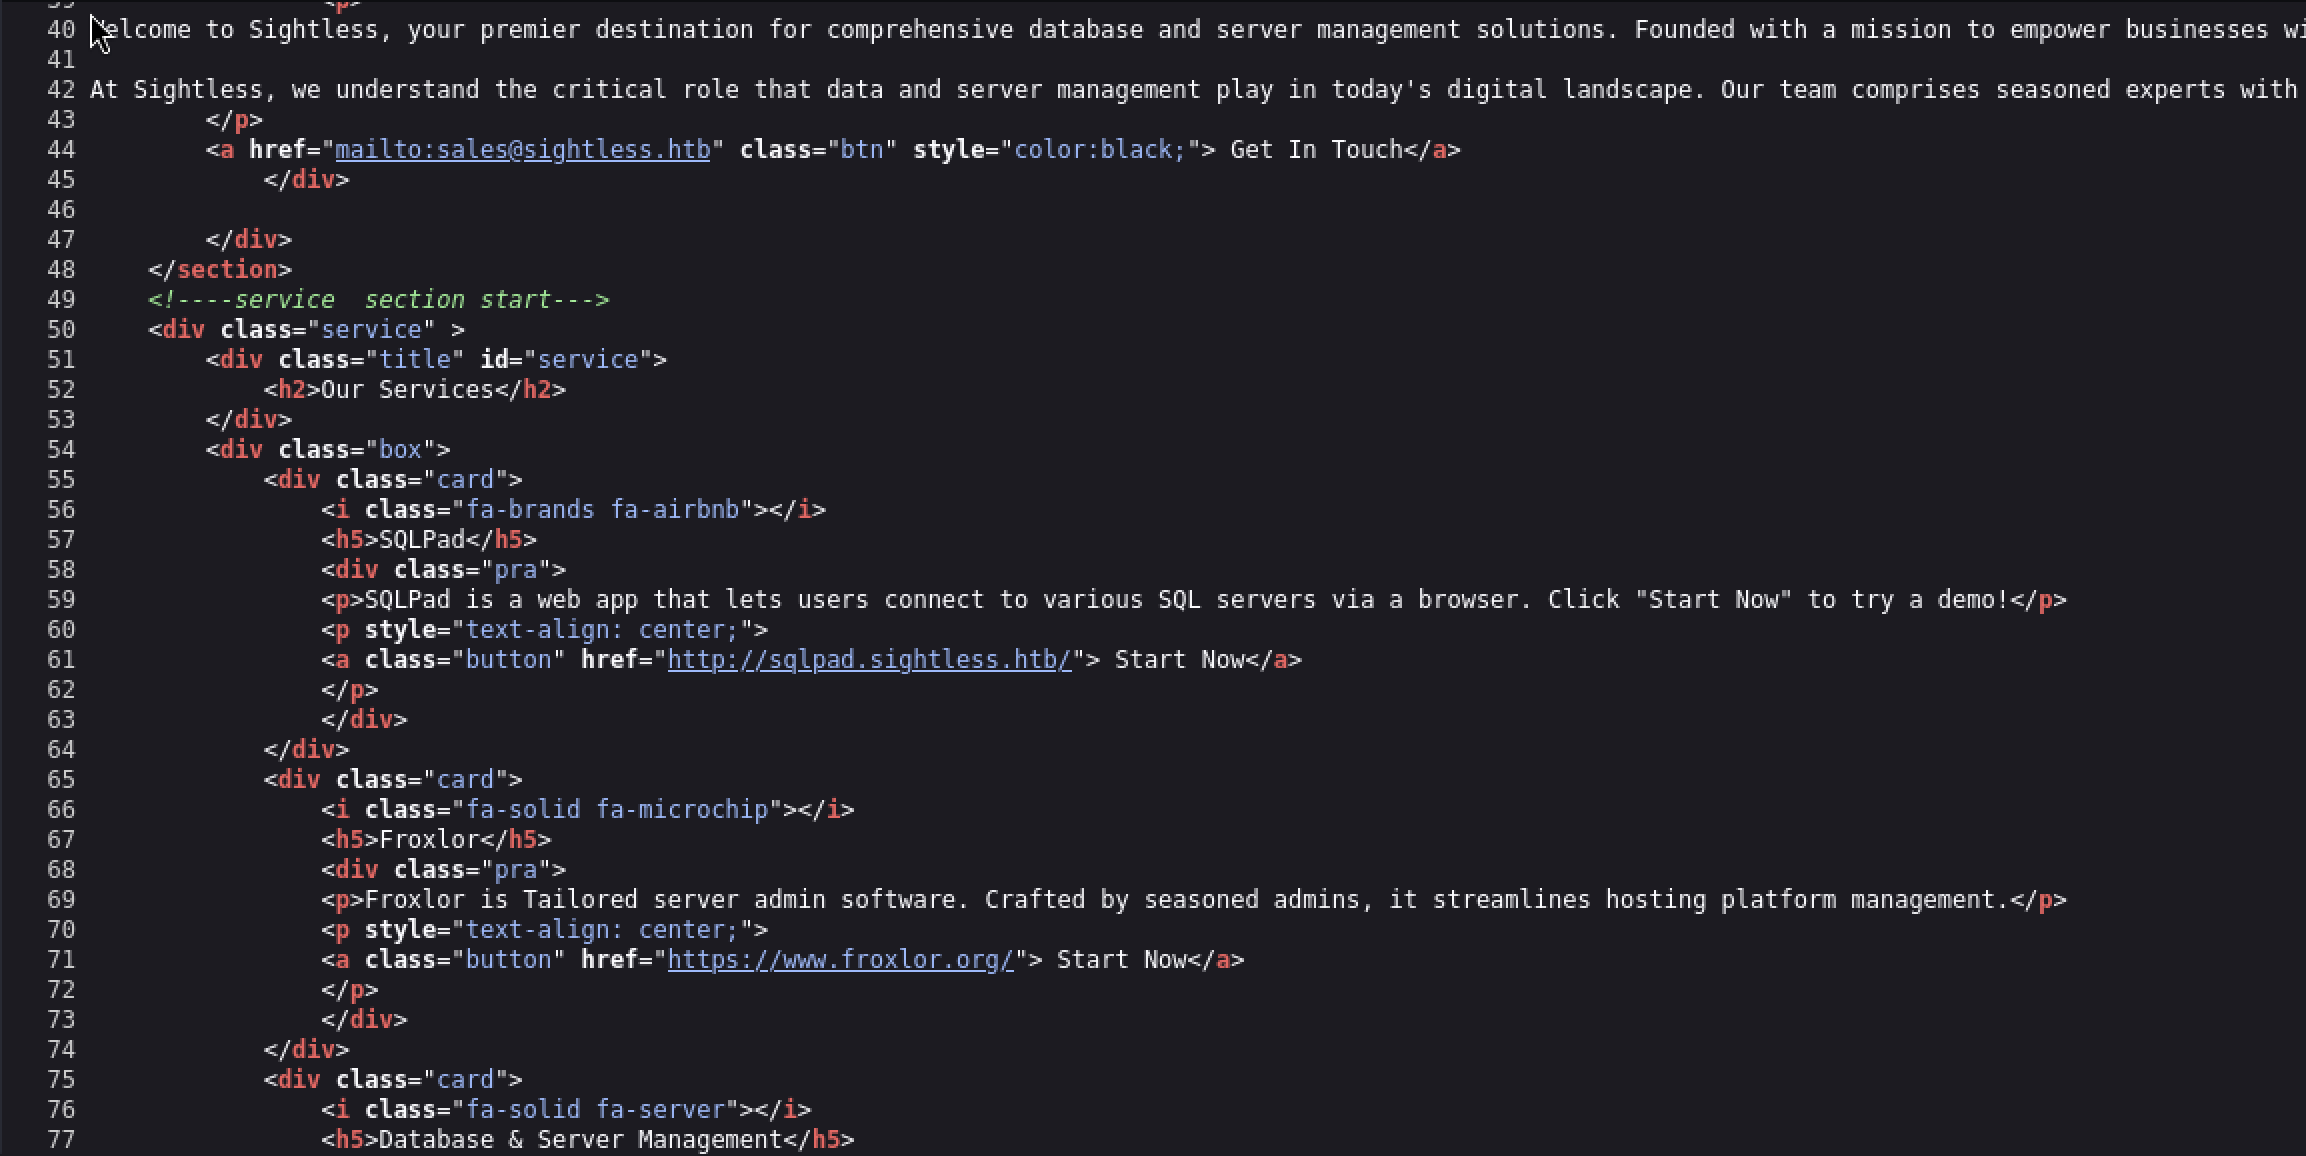 39                 <p>
40 elcome to Sightless, your premier destination for comprehensive database and server management solutions. Founded with a mission to empower businesses wi
41
42 At Sightless, we understand the critical role that data and server management play in today's digital landscape. Our team comprises seasoned experts with
43         </p>
44         <a href="mailto:sales@sightless.htb" class="btn" style="color:black;"> Get In Touch</a>
45             </div>
46
47         </div>
48     </section>
49     <!----service  section start--->
50     <div class="service" >
51         <div class="title" id="service">
52             <h2>Our Services</h2>
53         </div>
54         <div class="box">
55             <div class="card">
56                 <i class="fa-brands fa-airbnb"></i>
57                 <h5>SQLPad</h5>
58                 <div class="pra">
59                 <p>SQLPad is a web app that lets users connect to various SQL servers via a browser. Click "Start Now" to try a demo!</p>
60                 <p style="text-align: center;">
61                 <a class="button" href="http://sqlpad.sightless.htb/"> Start Now</a>
62                 </p>
63                 </div>
64             </div>
65             <div class="card">
66                 <i class="fa-solid fa-microchip"></i>
67                 <h5>Froxlor</h5>
68                 <div class="pra">
69                 <p>Froxlor is Tailored server admin software. Crafted by seasoned admins, it streamlines hosting platform management.</p>
70                 <p style="text-align: center;">
71                 <a class="button" href="https://www.froxlor.org/"> Start Now</a>
72                 </p>
73                 </div>
74             </div>
75             <div class="card">
76                 <i class="fa-solid fa-server"></i>
77                 <h5>Database & Server Management</h5>